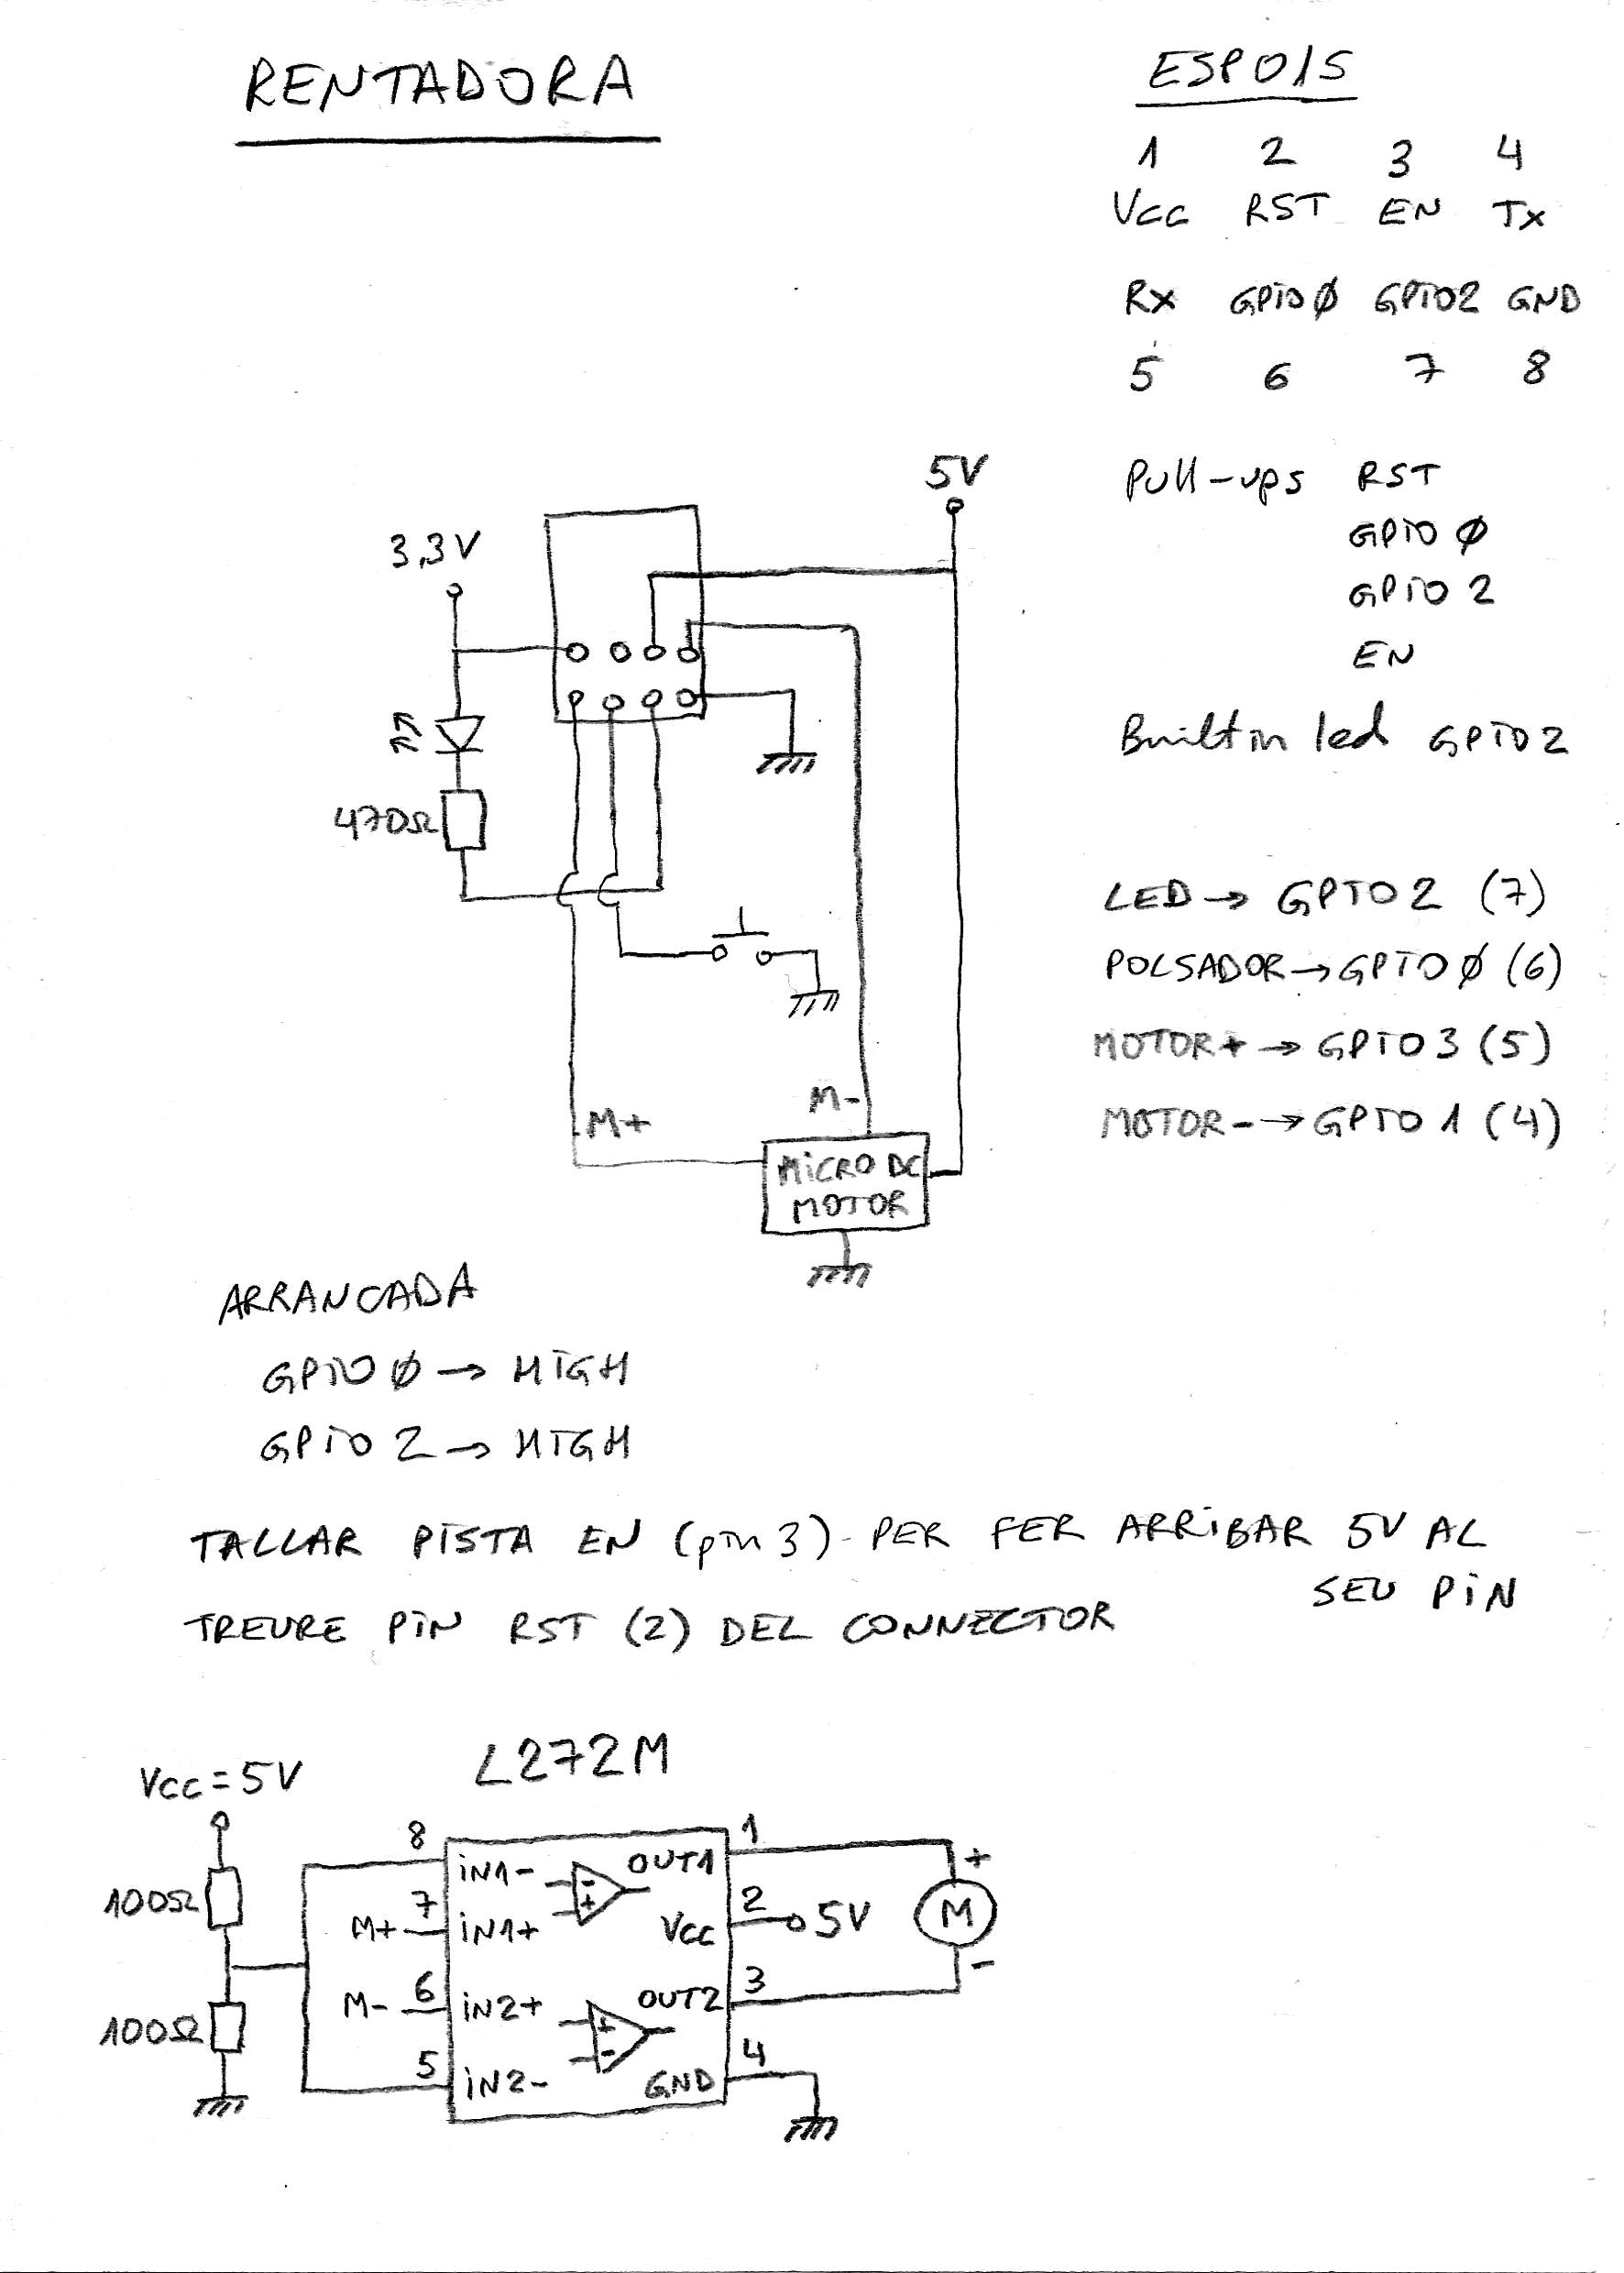 RENTADORA
ESP01S
1 2 3 4
Vcc RST EN Tx
Rx GPiO0 GPiO2 GND
5 6 7 8
Pull-ups RST
GPiO 0
GPiO 2
EN
Builtin led GPiO2
5V
3,3V
470Ω
LED → GPIO2 (7)
POLSADOR → GPIO0 (6)
MOTOR+ → GPIO3 (5)
MOTOR- → GPIO1 (4)
M+
M-
MiCRO DC
MOTOR
ARRANCADA
GPiO 0 → HIGH
GPiO 2 → HIGH
TALLAR PISTA EN (pin 3) PER FER ARRiBAR 5V AL
SEU PiN
TREURE PIN RST (2) DEL CONNECTOR
L272M
Vcc = 5V
100Ω
100Ω
8 iN1- OUT1 1
M+ 7 iN1+ Vcc 2 5V
M- 6 iN2+ OUT2 3
5 iN2- GND 4
- +
+ -
+
M
-